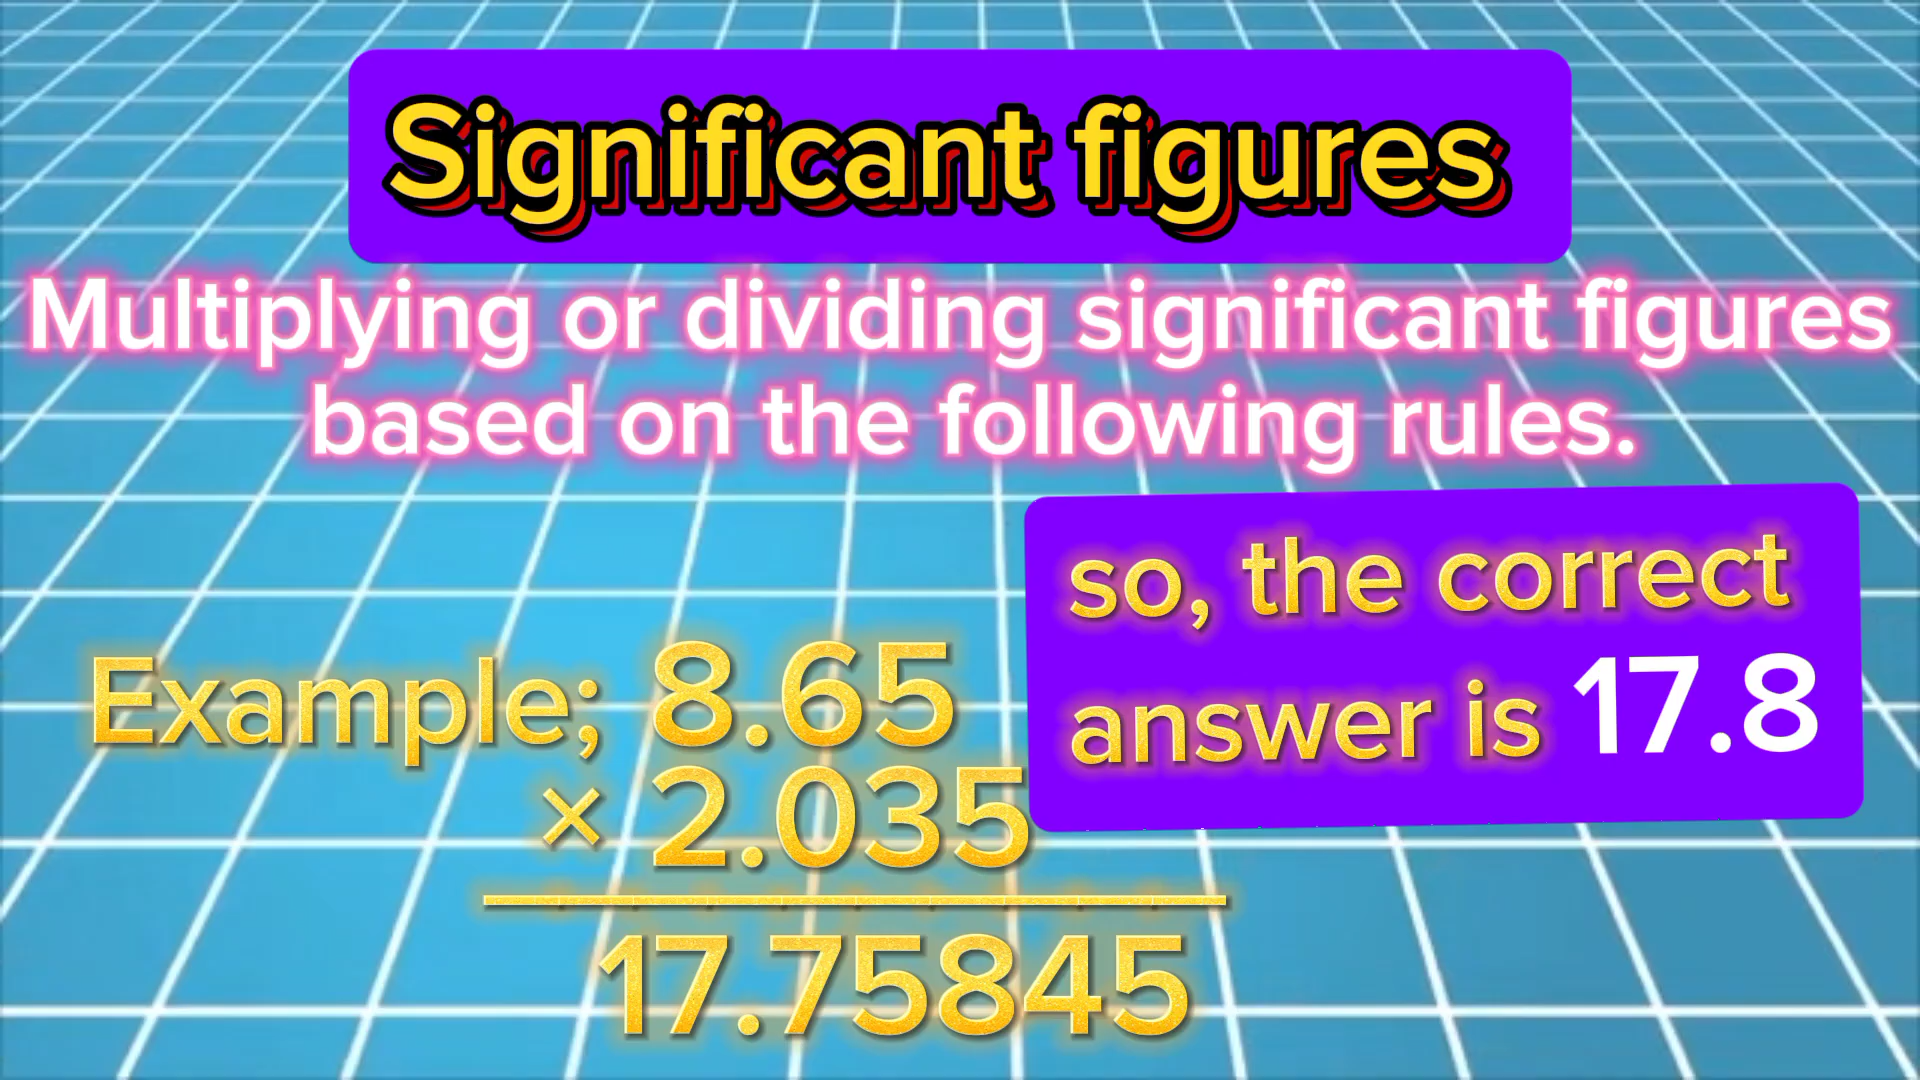 Significant figures
Multiplying or dividing significant figures
based on the following rules.
so, the correct
answer is 17.8
Example; 8.65
× 2.035
17.75845